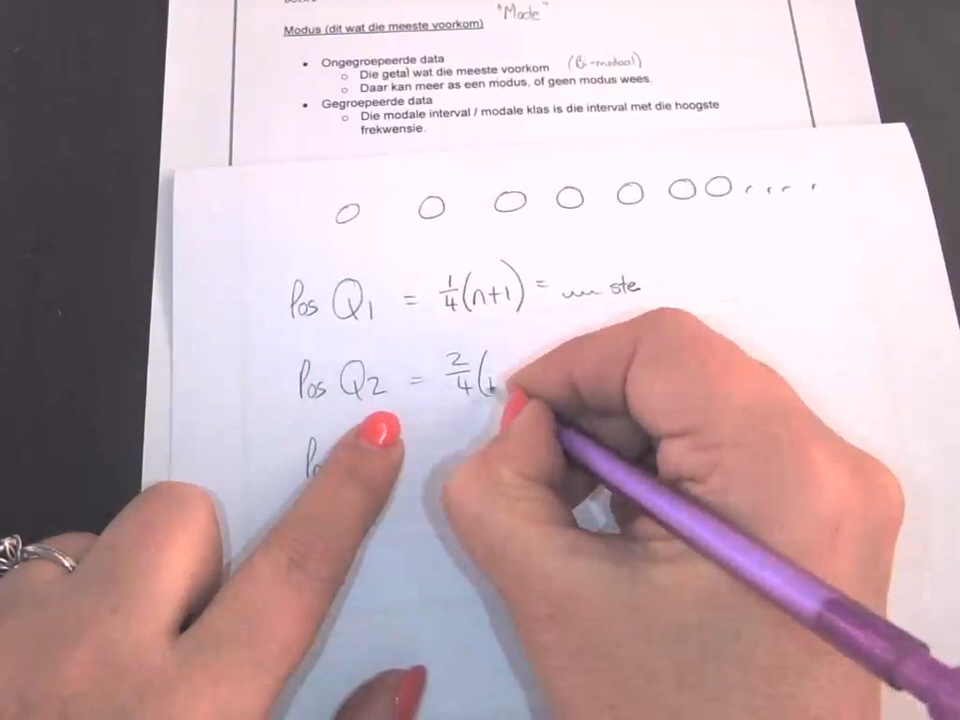 "Mode"
Modus (dit wat die meeste voorkom)
• Ongegroepeerde data
o Die getal wat die meeste voorkom (Bi-modaal)
o Daar kan meer as een modus, of geen modus wees.
• Gegroepeerde data
o Die modale interval / modale klas is die interval met die hoogste
frekwensie.
Pos Q1 = 1/4(n+1) = ste
Pos Q2 = 2/4(